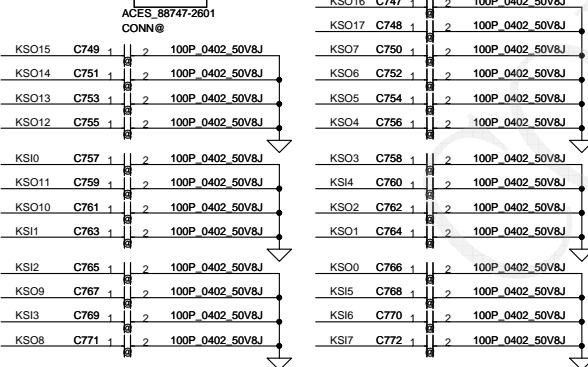 ACES_88747-2601
CONN@
KSO16 C747 1 2 100P_0402_50V8J
@
KSO17 C748 1 2 100P_0402_50V8J
@
KSO15 C749 1 2 100P_0402_50V8J
@
KSO7 C750 1 2 100P_0402_50V8J
@
KSO14 C751 1 2 100P_0402_50V8J
@
KSO6 C752 1 2 100P_0402_50V8J
@
KSO13 C753 1 2 100P_0402_50V8J
@
KSO5 C754 1 2 100P_0402_50V8J
@
KSO12 C755 1 2 100P_0402_50V8J
@
KSO4 C756 1 2 100P_0402_50V8J
@
KSI0 C757 1 2 100P_0402_50V8J
@
KSO3 C758 1 2 100P_0402_50V8J
@
KSO11 C759 1 2 100P_0402_50V8J
@
KSI4 C760 1 2 100P_0402_50V8J
@
KSO10 C761 1 2 100P_0402_50V8J
@
KSO2 C762 1 2 100P_0402_50V8J
@
KSI1 C763 1 2 100P_0402_50V8J
@
KSO1 C764 1 2 100P_0402_50V8J
@
KSI2 C765 1 2 100P_0402_50V8J
@
KSO0 C766 1 2 100P_0402_50V8J
@
KSO9 C767 1 2 100P_0402_50V8J
@
KSI5 C768 1 2 100P_0402_50V8J
@
KSI3 C769 1 2 100P_0402_50V8J
@
KSI6 C770 1 2 100P_0402_50V8J
@
KSO8 C771 1 2 100P_0402_50V8J
@
KSI7 C772 1 2 100P_0402_50V8J
@